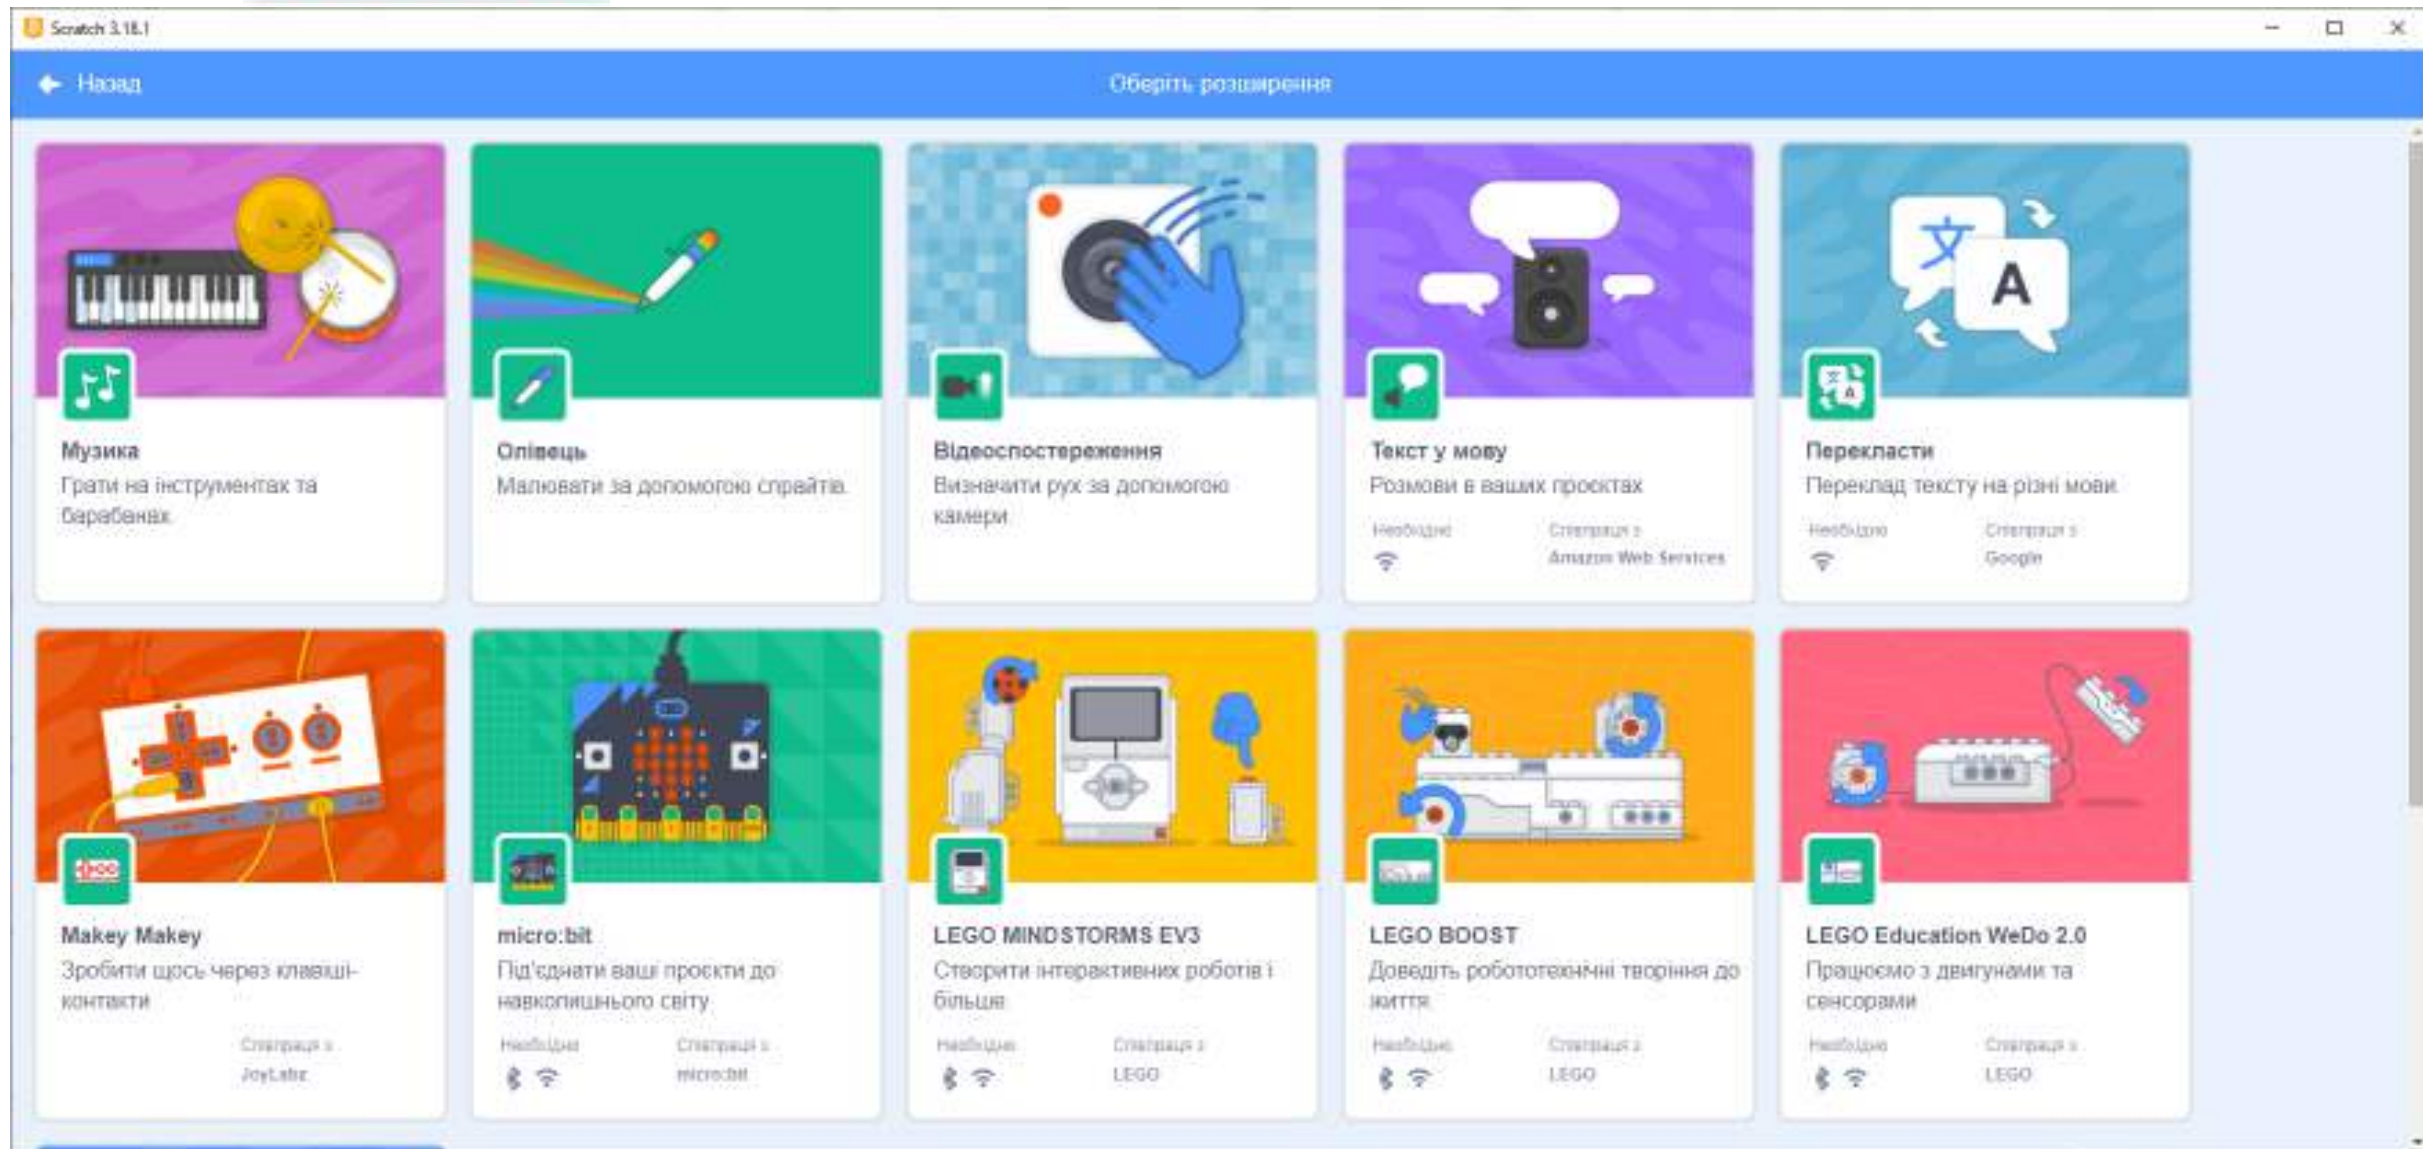 Scratch 3.18.1
Назад
Оберіть розширення
Музика
Грати на інструментах та
барабанах.
Олівець
Малювати за допомогою спрайтів.
Відеоспостереження
Визначити рух за допомогою
камери
Текст у мову
Розмови в ваших проєктах
Необхідно
Співпраця з
Amazon Web Services
文 A
Перекласти
Переклад тексту на різні мови.
Необхідно
Співпраця з
Google
Makey Makey
Зробити щось через клавіші-
контакти
Співпраця з
JoyLabz
micro:bit
Під'єднати ваші проєкти до
навколишнього світу
Необхідно
Співпраця з
micro:bit
LEGO MINDSTORMS EV3
Створити інтерактивних роботів і
більше.
Необхідно
Співпраця з
LEGO
LEGO BOOST
Доведіть робототехнічні творіння до
життя.
Необхідно
Співпраця з
LEGO
LEGO Education WeDo 2.0
Працюємо з двигунами та
сенсорами
Необхідно
Співпраця з
LEGO